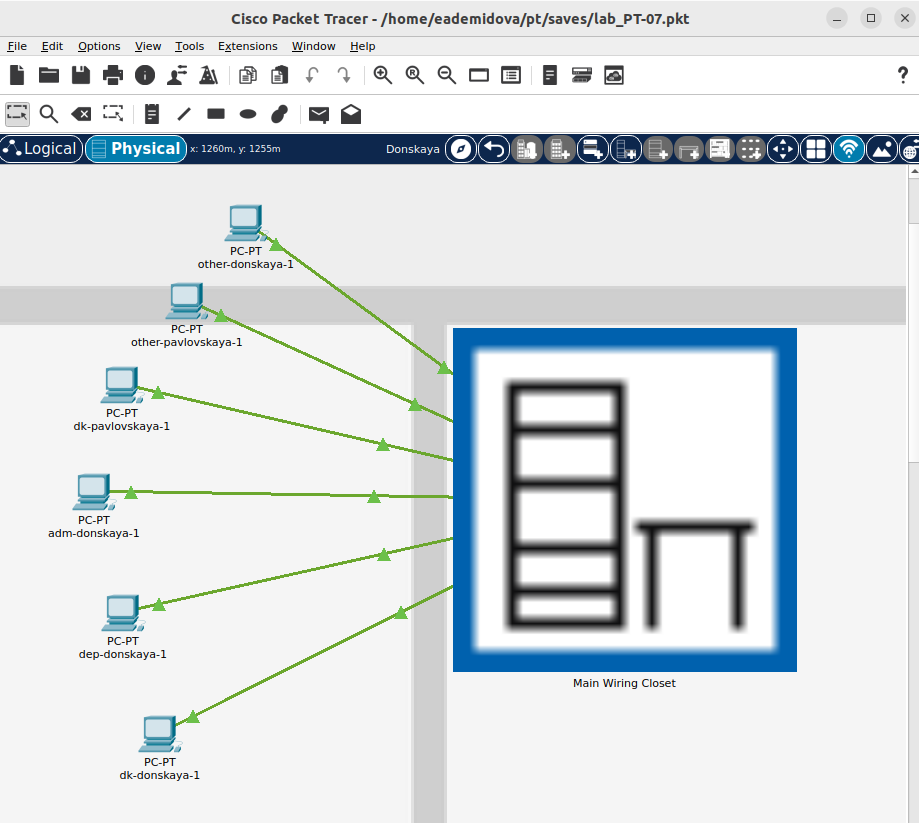 Cisco Packet Tracer - /home/eademidova/pt/saves/lab_PT-07.pkt
File Edit Options View Tools Extensions Window Help
Logical Physical x: 1260m, y: 1255m Donskaya
PC-PT
other-donskaya-1
PC-PT
other-pavlovskaya-1
PC-PT
dk-pavlovskaya-1
PC-PT
adm-donskaya-1
PC-PT
dep-donskaya-1
Main Wiring Closet
PC-PT
dk-donskaya-1